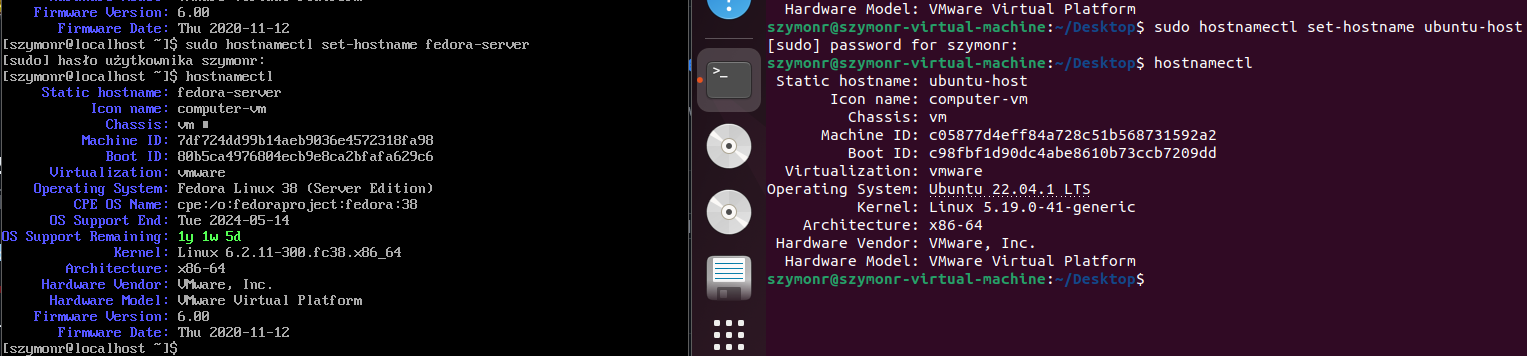 Firmware Version: 6.00
Firmware Date: Thu 2020-11-12
[szymonr@localhost ~]$ sudo hostnamectl set-hostname fedora-server
[sudo] hasło użytkownika szymonr:
[szymonr@localhost ~]$ hostnamectl
Static hostname: fedora-server
Icon name: computer-vm
Chassis: vm
Machine ID: 7df724dd99b14aeb9036e4572318fa98
Boot ID: 80b5ca4976804ecb9e8ca2bfafa629c6
Virtualization: vmware
Operating System: Fedora Linux 38 (Server Edition)
CPE OS Name: cpe:/o:fedoraproject:fedora:38
OS Support End: Tue 2024-05-14
OS Support Remaining: 1y 1w 5d
Kernel: Linux 6.2.11-300.fc38.x86_64
Architecture: x86-64
Hardware Vendor: VMware, Inc.
Hardware Model: VMware Virtual Platform
Firmware Version: 6.00
Firmware Date: Thu 2020-11-12
[szymonr@localhost ~]$
Hardware Model: VMware Virtual Platform
szymonr@szymonr-virtual-machine:~/Desktop$ sudo hostnamectl set-hostname ubuntu-host
[sudo] password for szymonr:
szymonr@szymonr-virtual-machine:~/Desktop$ hostnamectl
Static hostname: ubuntu-host
Icon name: computer-vm
Chassis: vm
Machine ID: c05877d4eff84a728c51b568731592a2
Boot ID: c98fbf1d90dc4abe8610b73ccb7209dd
Virtualization: vmware
Operating System: Ubuntu 22.04.1 LTS
Kernel: Linux 5.19.0-41-generic
Architecture: x86-64
Hardware Vendor: VMware, Inc.
Hardware Model: VMware Virtual Platform
szymonr@szymonr-virtual-machine:~/Desktop$